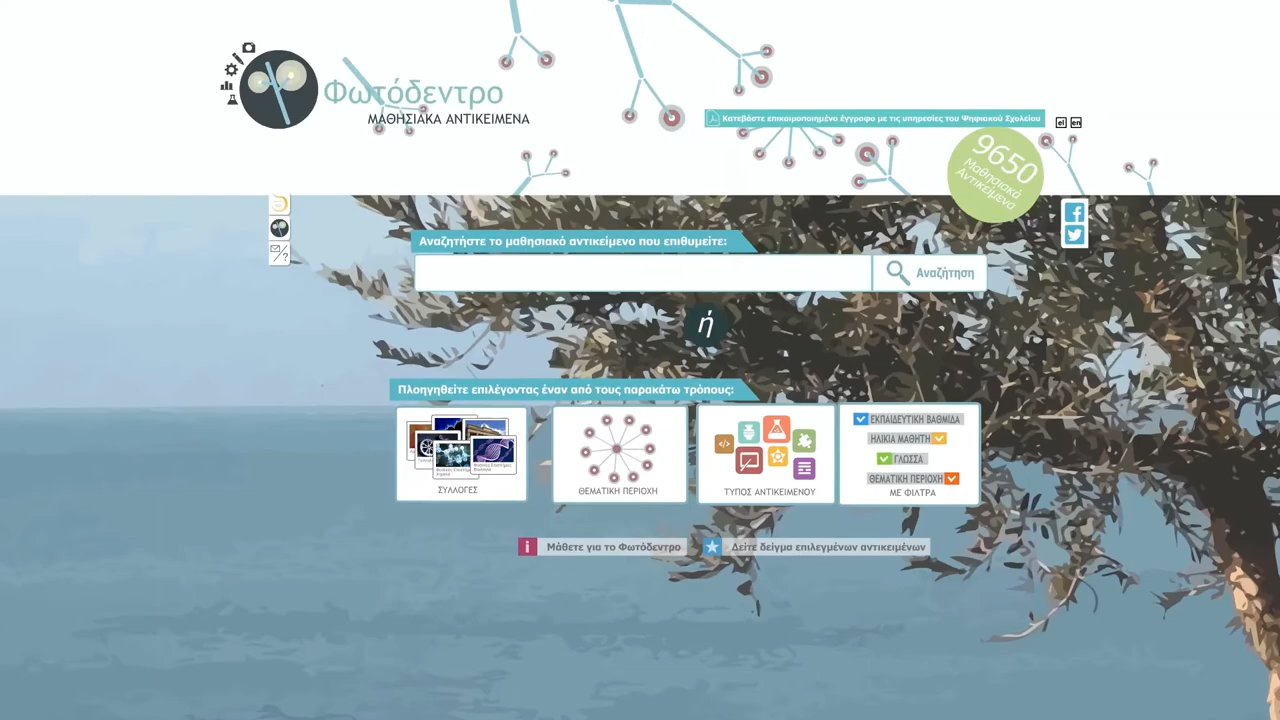 Φωτόδεντρο
ΜΑΘΗΣΙΑΚΑ ΑΝΤΙΚΕΙΜΕΝΑ
Κατεβάστε επικαιροποιημένο έγγραφο με τις υπηρεσίες του Ψηφιακού Σχολείου
el en
9650
Μαθησιακά
Αντικείμενα
Αναζητήστε το μαθησιακό αντικείμενο που επιθυμείτε:
Αναζήτηση
ή
Πλοηγηθείτε επιλέγοντας έναν από τους παρακάτω τρόπους:
ΣΥΛΛΟΓΕΣ
ΘΕΜΑΤΙΚΗ ΠΕΡΙΟΧΗ
ΤΥΠΟΣ ΑΝΤΙΚΕΙΜΕΝΟΥ
ΕΚΠΑΙΔΕΥΤΙΚΗ ΒΑΘΜΙΔΑ
ΗΛΙΚΙΑ ΜΑΘΗΤΗ
ΓΛΩΣΣΑ
ΘΕΜΑΤΙΚΗ ΠΕΡΙΟΧΗ
ΜΕ ΦΙΛΤΡΑ
Μάθετε για το Φωτόδεντρο
Δείτε δείγμα επιλεγμένων αντικειμένων